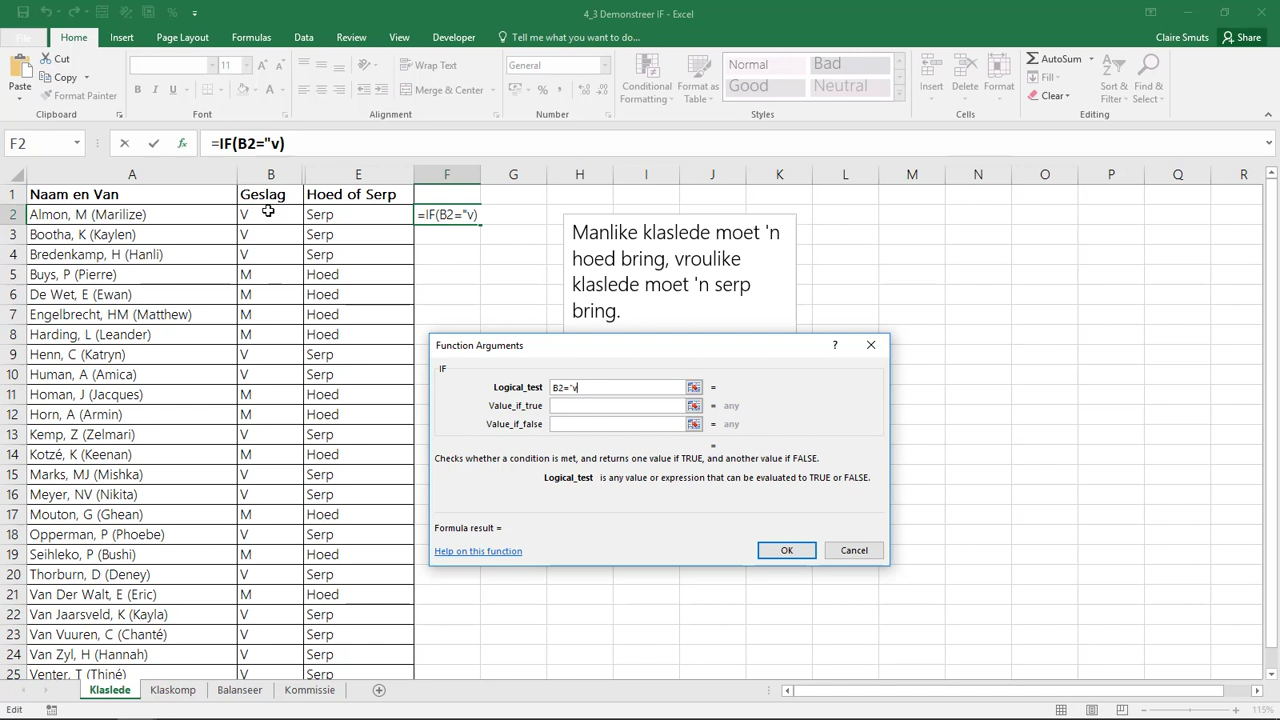 4_3 Demonstreer IF - Excel
File Home Insert Page Layout Formulas Data Review View Developer Tell me what you want to do... Claire Smuts Share
Paste Cut Copy Format Painter Clipboard
11 B I U A A Font
Wrap Text Merge & Center Alignment
General % , Number
Conditional Formatting Format as Table Normal Bad Good Neutral Styles
Insert Delete Format Cells
AutoSum Fill Clear Sort & Filter Find & Select Editing
F2 fx =IF(B2="v)
A B E F G H I J K L M N O P Q R
1 Naam en Van Geslag Hoed of Serp
2 Almon, M (Marilize) V Serp =IF(B2="v)
3 Bootha, K (Kaylen) V Serp
4 Bredenkamp, H (Hanli) V Serp
5 Buys, P (Pierre) M Hoed
6 De Wet, E (Ewan) M Hoed
7 Engelbrecht, HM (Matthew) M Hoed
8 Harding, L (Leander) M Hoed
9 Henn, C (Katryn) V Serp
10 Human, A (Amica) V Serp
11 Homan, J (Jacques) M Hoed
12 Horn, A (Armin) M Hoed
13 Kemp, Z (Zelmari) V Serp
14 Kotzé, K (Keenan) M Hoed
15 Marks, MJ (Mishka) V Serp
16 Meyer, NV (Nikita) V Serp
17 Mouton, G (Ghean) M Hoed
18 Opperman, P (Phoebe) V Serp
19 Seihleko, P (Bushi) M Hoed
20 Thorburn, D (Deney) V Serp
21 Van Der Walt, E (Eric) M Hoed
22 Van Jaarsveld, K (Kayla) V Serp
23 Van Vuuren, C (Chanté) V Serp
24 Van Zyl, H (Hannah) V Serp
25 Venter, T (Thiné) V Serp
Manlike klaslede moet 'n
hoed bring, vroulike
klaslede moet 'n serp
bring.
Function Arguments ?
IF
Logical_test B2="v =
Value_if_true = any
Value_if_false = any
=
Checks whether a condition is met, and returns one value if TRUE, and another value if FALSE.
Logical_test is any value or expression that can be evaluated to TRUE or FALSE.
Formula result =
Help on this function OK Cancel
Klaslede Klaskomp Balanseer Kommissie
Edit 115%